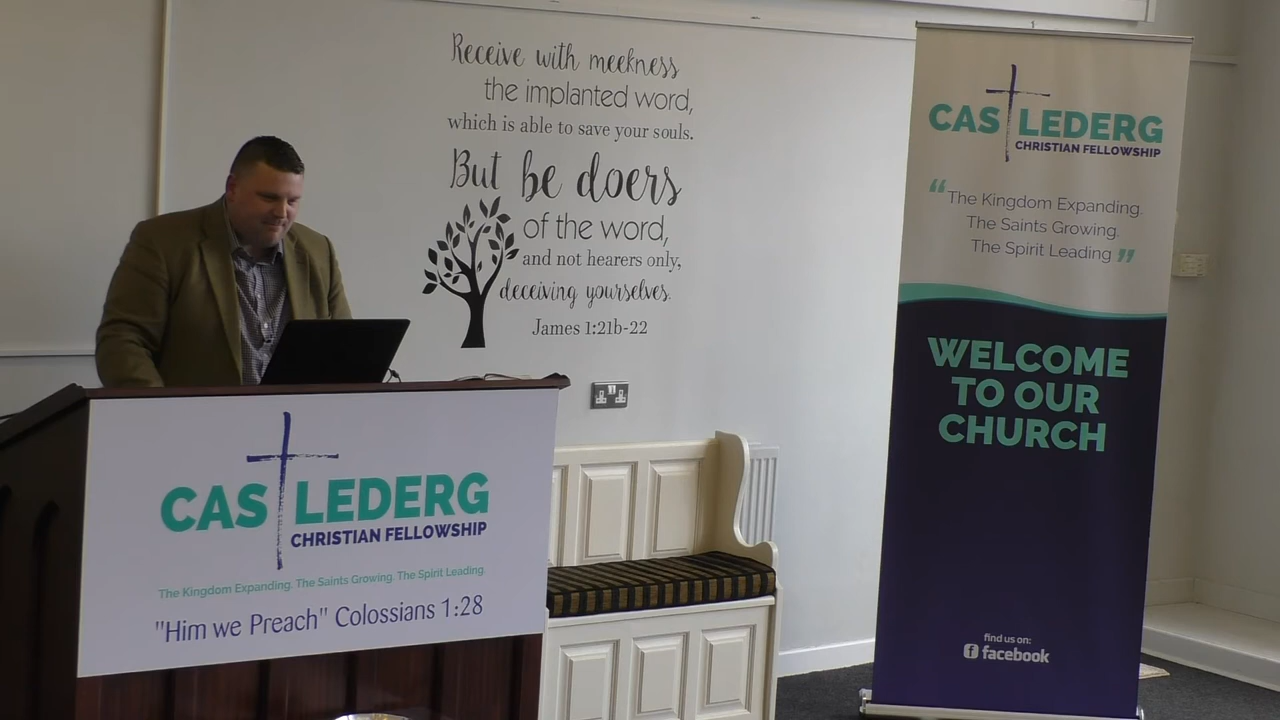 Receive with meekness
the implanted word,
which is able to save your souls.
But be doers
of the word,
and not hearers only,
deceiving yourselves.
James 1:21b-22
CASTLEDERG
CHRISTIAN FELLOWSHIP
The Kingdom Expanding. The Saints Growing. The Spirit Leading.
"Him we Preach" Colossians 1:28
CASTLEDERG
CHRISTIAN FELLOWSHIP
“The Kingdom Expanding.
The Saints Growing.
The Spirit Leading”
WELCOME
TO OUR
CHURCH
find us on:
facebook